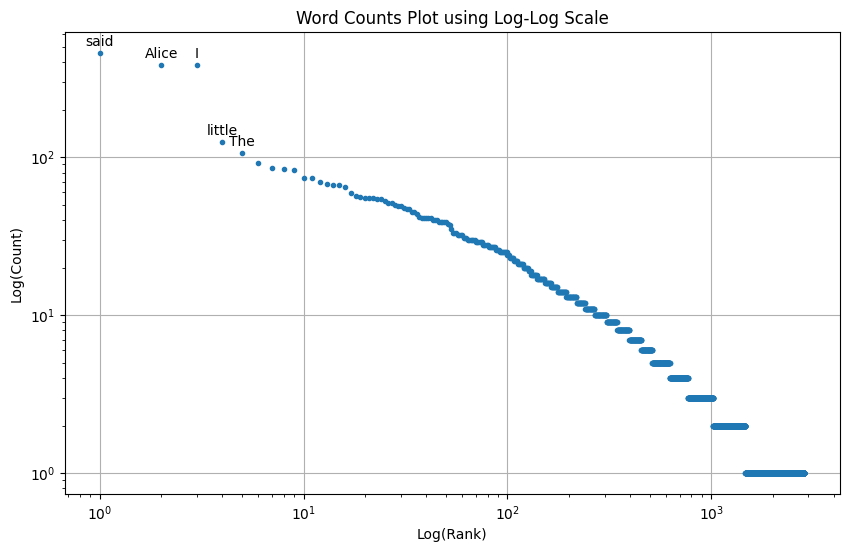 Word Counts Plot using Log-Log Scale
said
Alice I
little
The
Log(Count)
10²
10¹
10⁰
10⁰ 10¹ 10² 10³
Log(Rank)